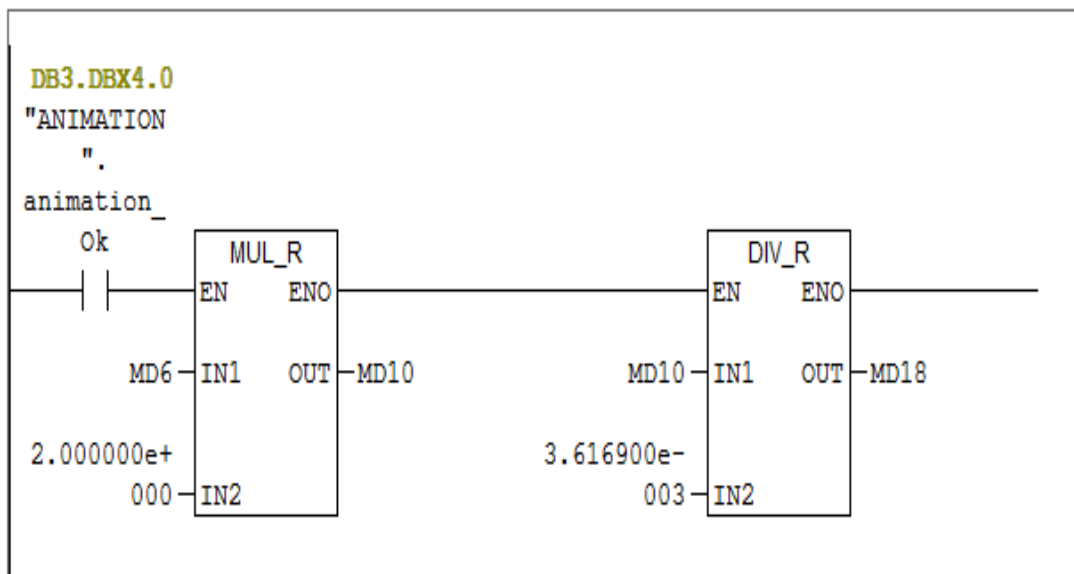 DB3.DBX4.0
"ANIMATION
".
animation_
Ok
MUL_R
DIV_R
EN ENO
EN ENO
MD6 IN1 OUT MD10
MD10 IN1 OUT MD18
2.000000e+
000 IN2
3.616900e-
003 IN2